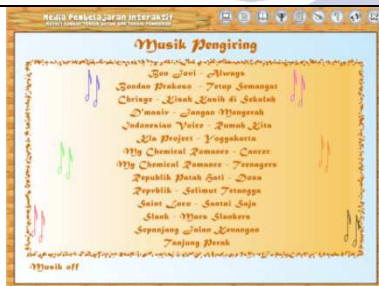 Media Pembelajaran Interaktif
Musik Pengiring
Bon Jovi - Always
Bondan Prakoso - Tetap Semangat
Chrisye - Kisah Kasih di Sekolah
D'masiv - Jangan Menyerah
Indonesian Voice - Rumah Kita
Kla Project - Yogyakarta
My Chemical Romance - Cancer
My Chemical Romance - Teenagers
Republik Patah Hati - Dosa
Repvblik - Selimut Tetangga
Saint Loco - Santai Saja
Slank - Mars Slankers
Sepanjang Jalan Kenangan
Tanjung Perak
Musik off